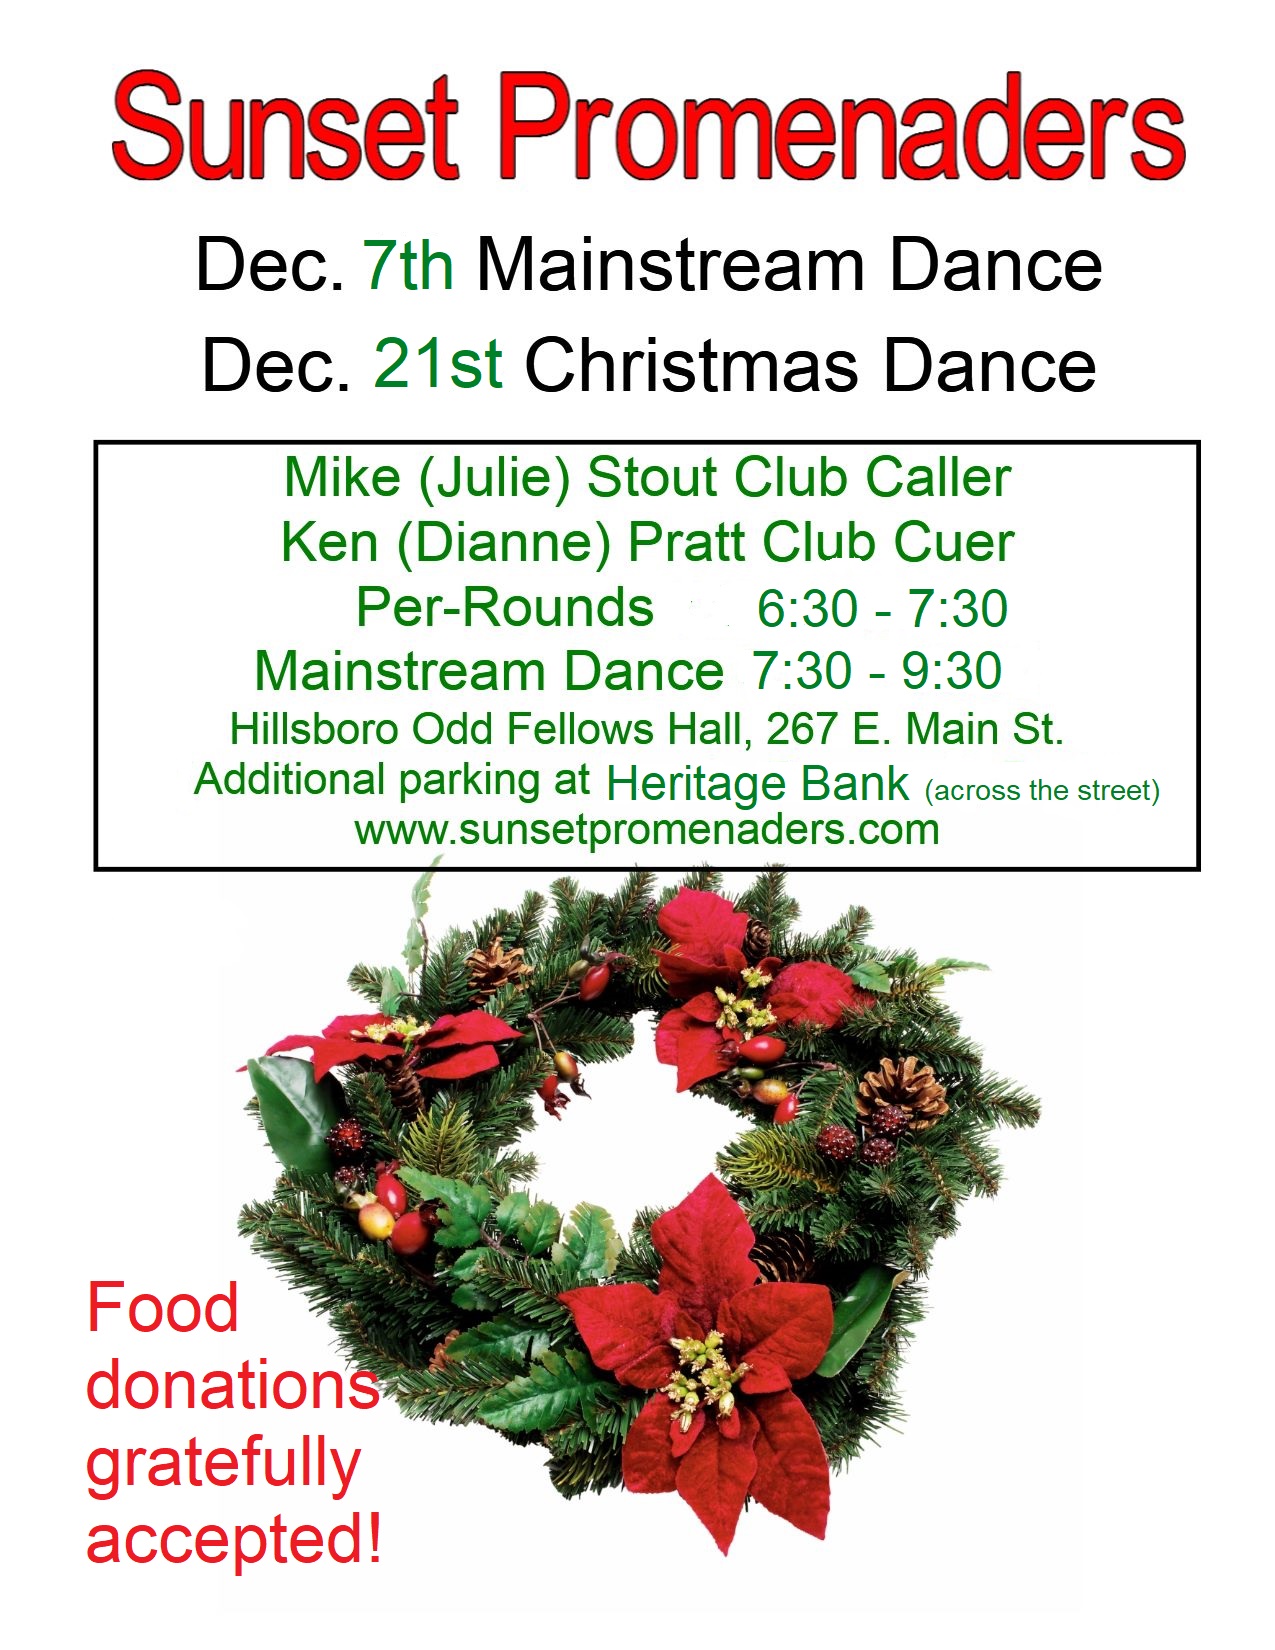 Sunset Promenaders
Dec. 7th Mainstream Dance
Dec. 21st Christmas Dance
Mike (Julie) Stout Club Caller
Ken (Dianne) Pratt Club Cuer
Per-Rounds 6:30 - 7:30
Mainstream Dance 7:30 - 9:30
Hillsboro Odd Fellows Hall, 267 E. Main St.
Additional parking at Heritage Bank (across the street)
www.sunsetpromenaders.com
Food
donations
gratefully
accepted!